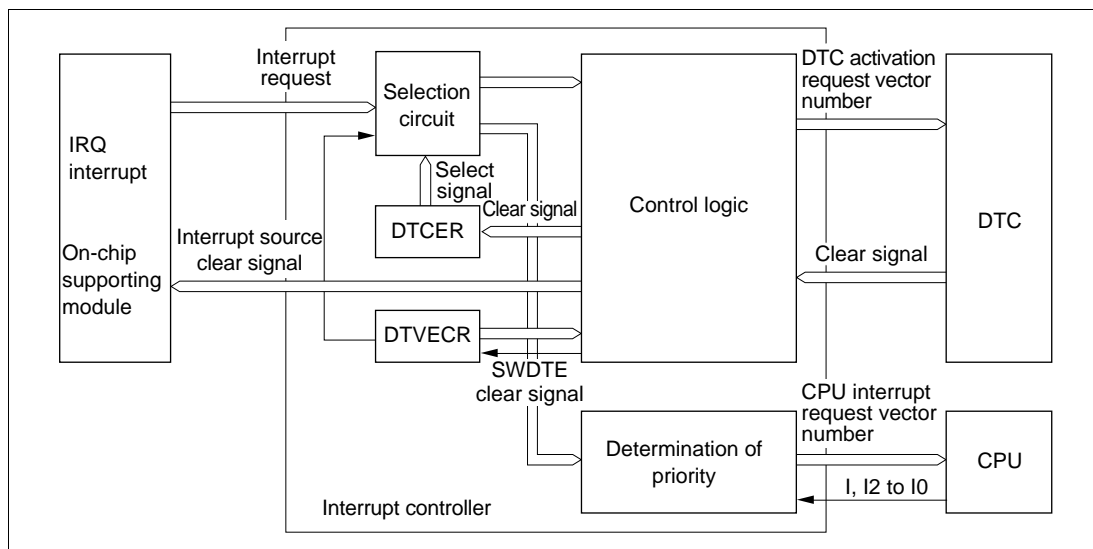 Interrupt
request
Selection
circuit
IRQ
interrupt
On-chip
supporting
module
Select
signal
DTCER
Clear signal
Interrupt source
clear signal
DTVECR
SWDTE
clear signal
Control logic
DTC activation
request vector
number
DTC
Clear signal
Determination of
priority
CPU interrupt
request vector
number
CPU
I, I2 to I0
Interrupt controller